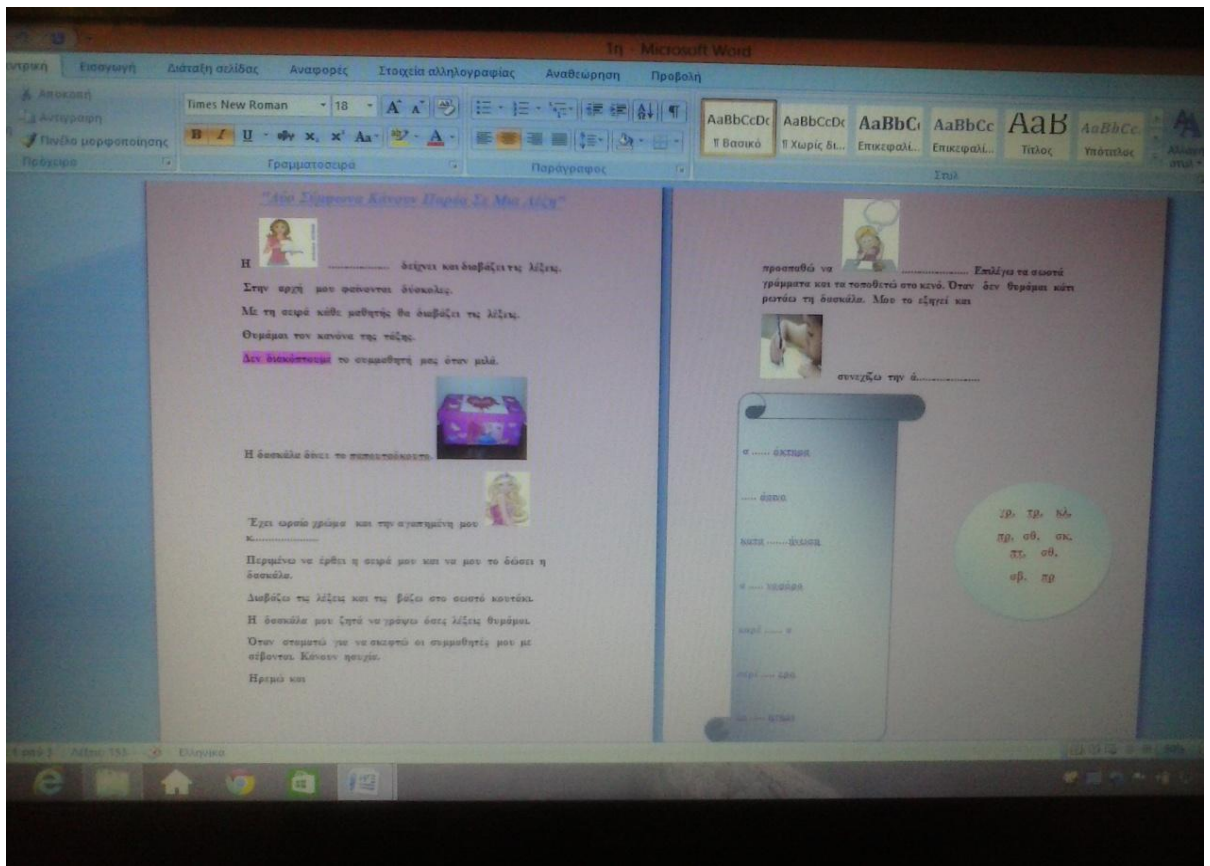 1η - Microsoft Word
Εισαγωγή Διάταξη σελίδας Αναφορές Στοιχεία αλληλογραφίας Αναθεώρηση Προβολή
Αποκοπή
Αντιγραφή
Πινέλο μορφοποίησης
Πρόχειρο
Times New Roman 18
Γραμματοσειρά
Παράγραφος
AaBbCcDc AaBbCcDc AaBbC AaBbCc AaB AaBbCc.
¶ Βασικό ¶ Χωρίς δι... Επικεφαλί... Επικεφαλί... Τίτλος Υπότιτλος
Στυλ
"Δύο Σύμφωνα Κάνουν Παρέα Σε Μια Λέξη"
Η ................... δείχνει και διαβάζει τις λέξεις.
Στην αρχή μου φαίνονται δύσκολες.
Με τη σειρά κάθε μαθητής θα διαβάζει τις λέξεις.
Θυμάμαι τον κανόνα της τάξης.
Δεν διακόπτουμε το συμμαθητή μας όταν μιλά.
Η δασκάλα δίνει το παπουτσόκουτο.
Έχει ωραίο χρώμα και την αγαπημένη μου
κ....................
Περιμένω να έρθει η σειρά μου και να μου το δώσει η
δασκάλα.
Διαβάζω τις λέξεις και τις βάζω στο σωστό κουτάκι.
Η δασκάλα μου ζητά να γράψω όσες λέξεις θυμάμαι.
Όταν σταματώ για να σκεφτώ οι συμμαθητές μου με
σέβονται. Κάνουν ησυχία.
Ηρεμώ και
προσπαθώ να .................... Επιλέγω τα σωστά
γράμματα και τα τοποθετώ στο κενό. Όταν δεν θυμάμαι κάτι
ρωτάω τη δασκάλα. Μου το εξηγεί και
συνεχίζω την ά...................
γρ, τρ, κλ,
πρ, σθ, σκ,
πτ, σθ,
σβ, πρ
Ελληνικά